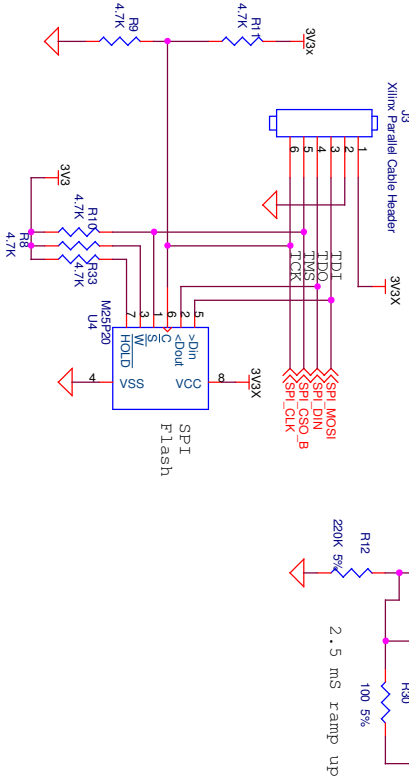 J3
Xilinx Parallel Cable Header
6
5
4
3
2
1
3V3X
TDI
TDO
TMS
TCK
SPI_MOSI
SPI_DIN
SPI_CSO_B
SPI_CLK
R9
4.7K
R11
4.7K
3V3x
3V3
R10
4.7K
R8
4.7K
R33
4.7K
M25P20
U4
7
3
1
6
2
5
HOLD
W
S
C
<Dout
>Din
4
VSS
VCC
8
3V3X
SPI
Flash
R12
220K 5%
R30
100 5%
2.5 mS ramp up